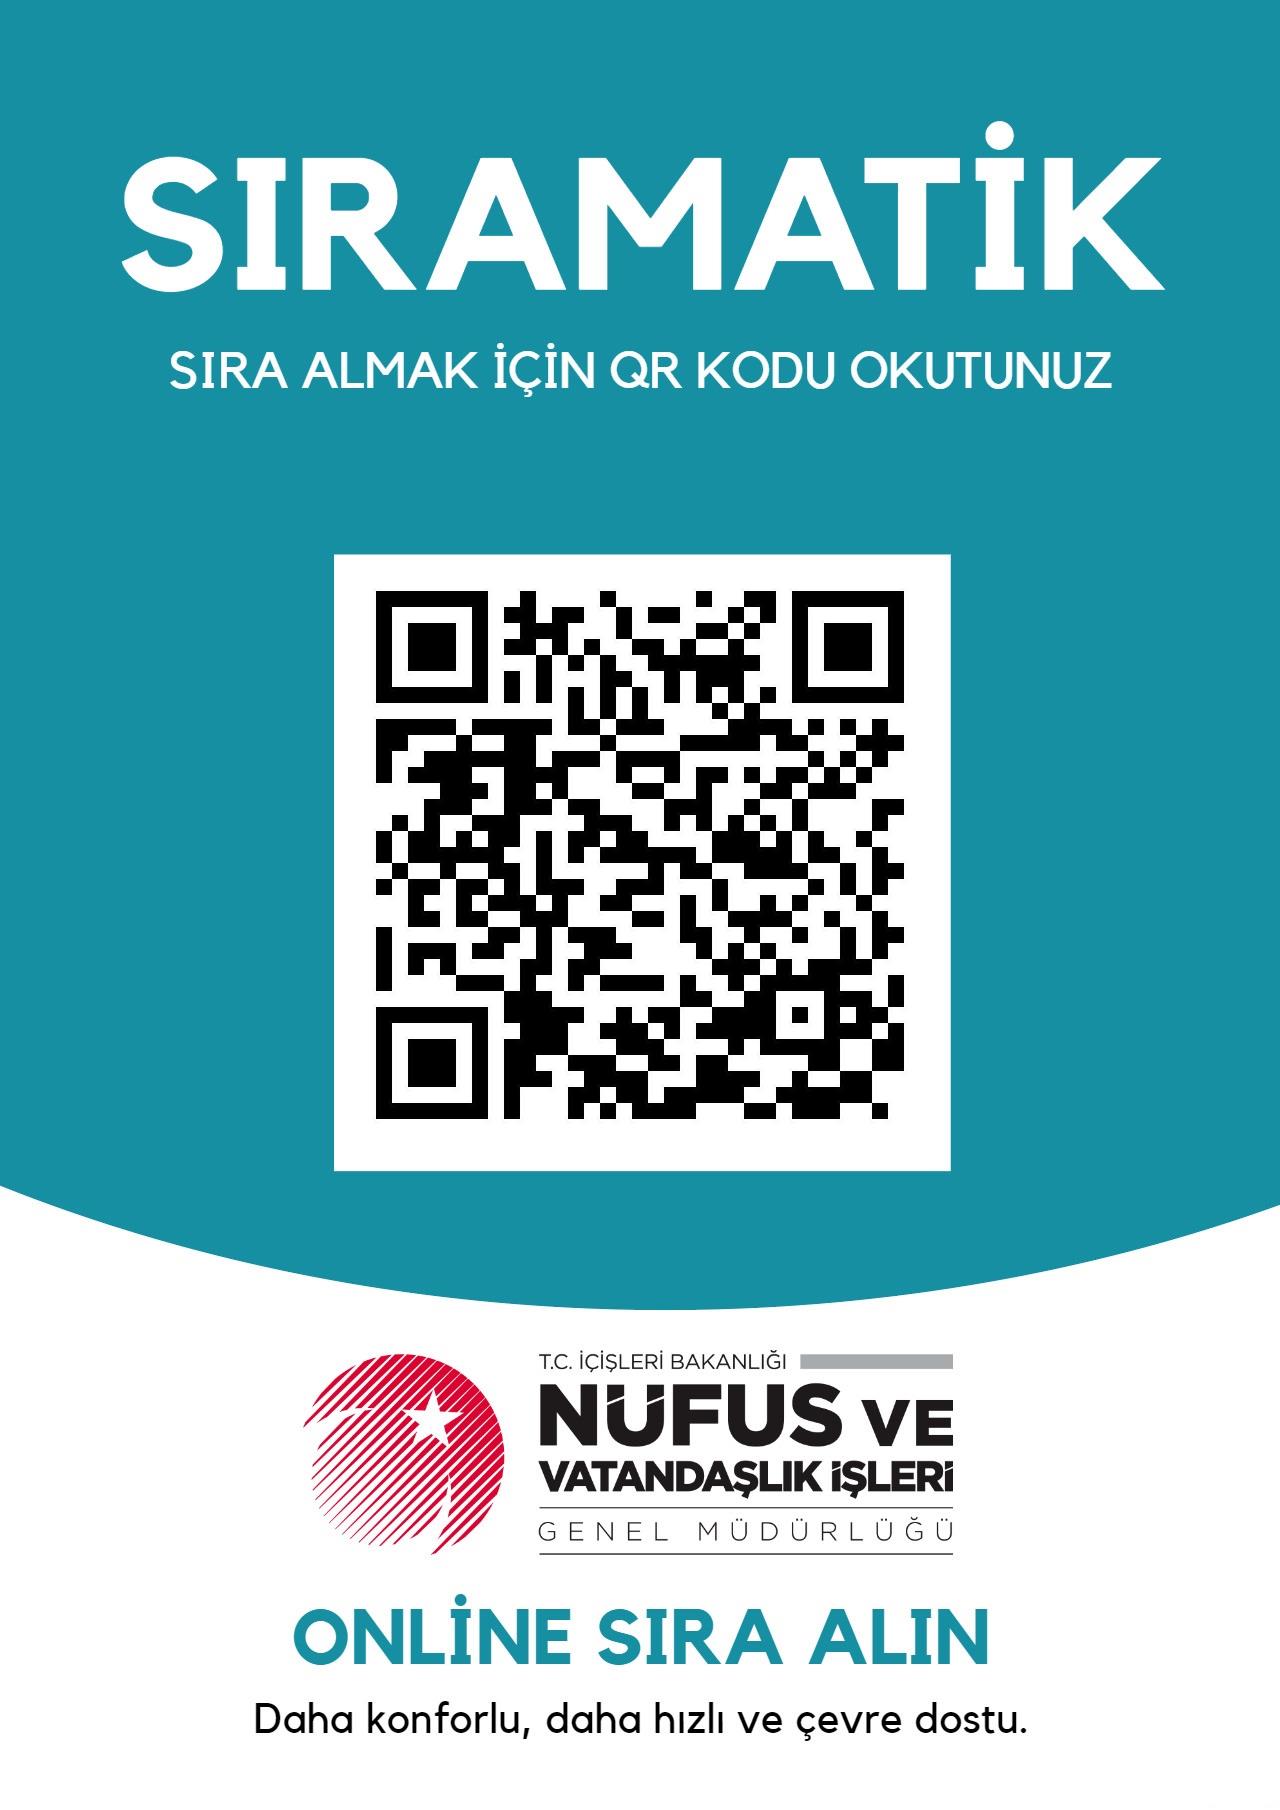 SIRAMATİK
SIRA ALMAK İÇİN QR KODU OKUTUNUZ
T.C. İÇİŞLERİ BAKANLIĞI
NÜFUS VE
VATANDAŞLIK İŞLERİ
GENEL MÜDÜRLÜĞÜ
ONLİNE SIRA ALIN
Daha konforlu, daha hızlı ve çevre dostu.